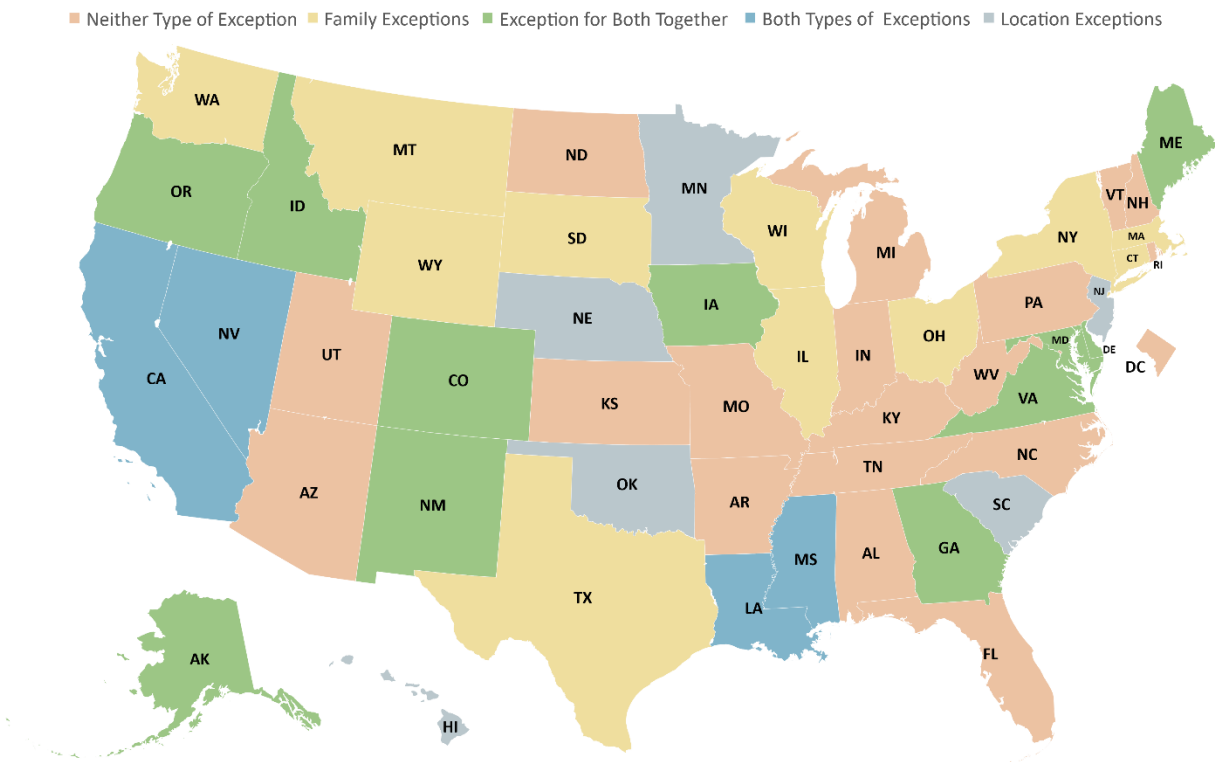 Neither Type of Exception Family Exceptions Exception for Both Together Both Types of Exceptions Location Exceptions
WA
MT
ND
MN
ME
OR
ID
SD
WI
MI
VT
NH
NY
MA
CT
RI
WY
NE
IA
PA
NJ
NV
UT
CO
IL
IN
OH
MD
DE
DC
WV
VA
CA
KS
MO
KY
AZ
NM
OK
AR
TN
NC
SC
MS
AL
GA
TX
LA
FL
AK
HI